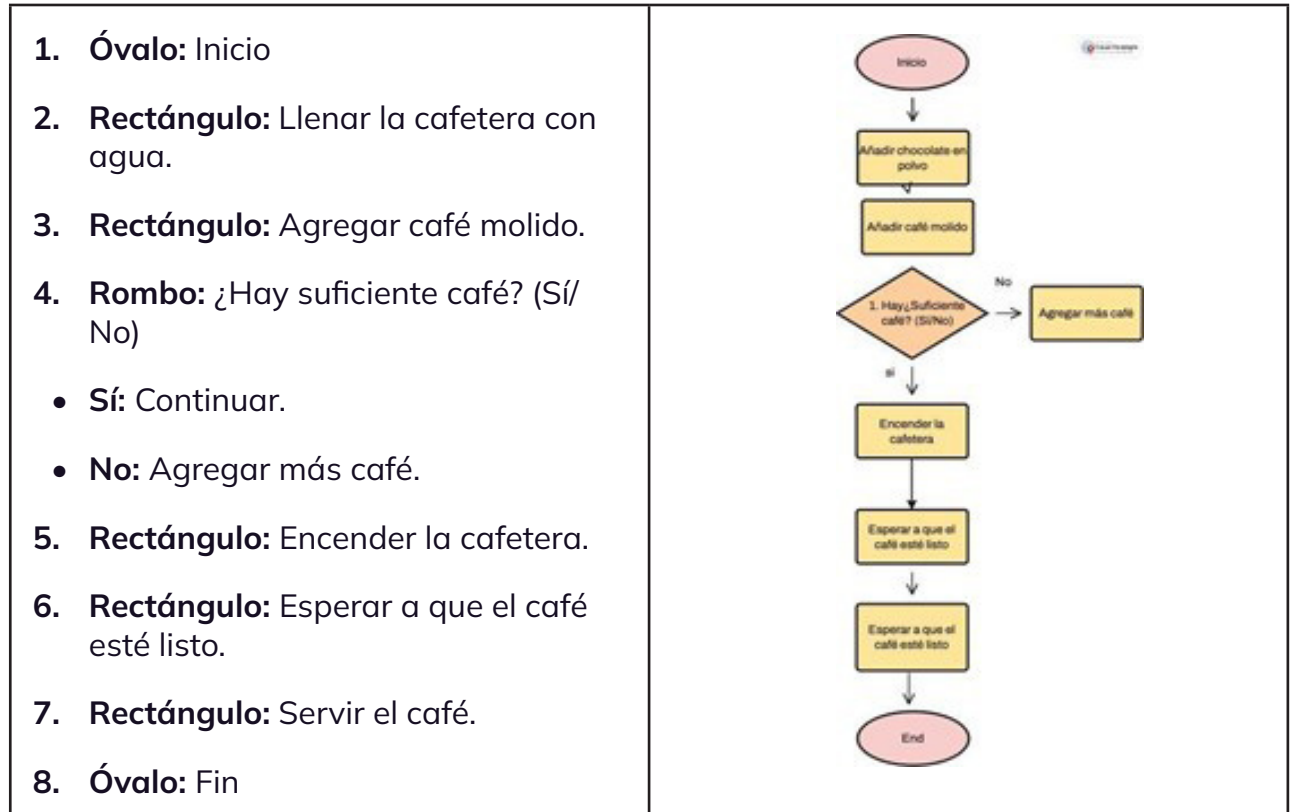 1. Óvalo: Inicio
2. Rectángulo: Llenar la cafetera con
agua.
3. Rectángulo: Agregar café molido.
4. Rombo: ¿Hay suficiente café? (Sí/
No)
• Sí: Continuar.
• No: Agregar más café.
5. Rectángulo: Encender la cafetera.
6. Rectángulo: Esperar a que el café
esté listo.
7. Rectángulo: Servir el café.
8. Óvalo: Fin
Inicio
Añadir chocolate en
polvo
Añadir café molido
1. Hay¿Suficiente
café? (Sí/No)
No
Agregar más café
si
Encender la
cafetera
Esperar a que el
café esté listo
Esperar a que el
café esté listo
End